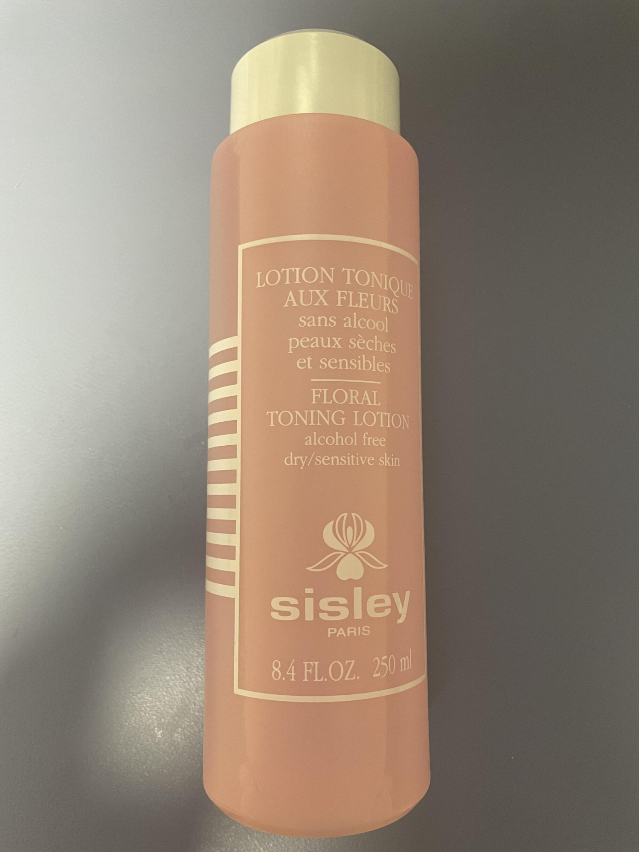 LOTION TONIQUE
AUX FLEURS
sans alcool
peaux sèches
et sensibles
FLORAL
TONING LOTION
alcohol free
dry/sensitive skin
sisley
PARIS
8.4 FL.OZ. 250 ml